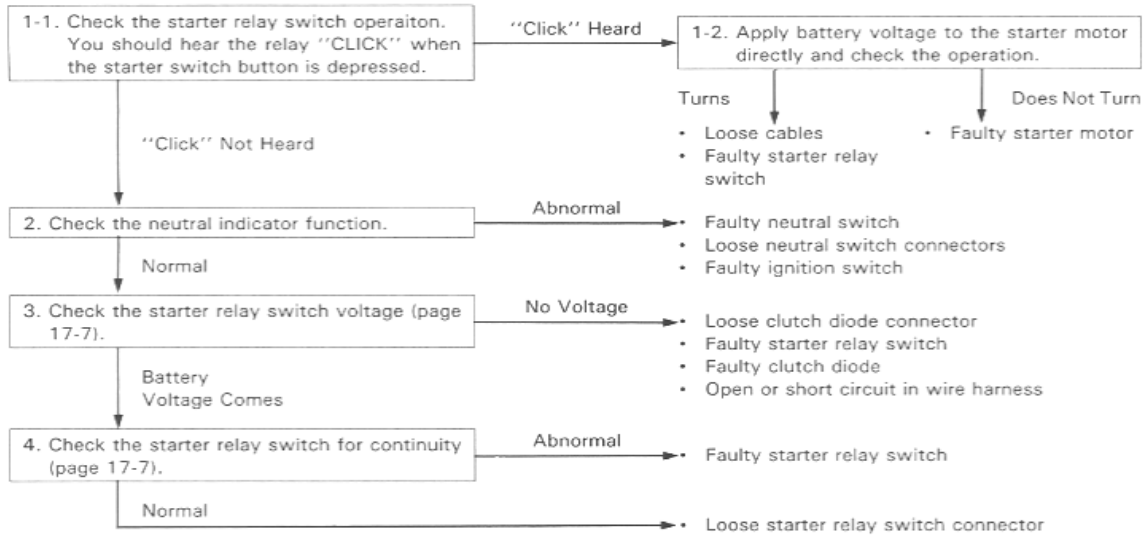 1-1. Check the starter relay switch operaiton.
You should hear the relay ''CLICK'' when
the starter switch button is depressed.
''Click'' Heard
1-2. Apply battery voltage to the starter motor
directly and check the operation.
Turns
Does Not Turn
• Loose cables
• Faulty starter relay
switch
• Faulty starter motor
''Click'' Not Heard
2. Check the neutral indicator function.
Abnormal
• Faulty neutral switch
• Loose neutral switch connectors
• Faulty ignition switch
Normal
3. Check the starter relay switch voltage (page
17-7).
No Voltage
• Loose clutch diode connector
• Faulty starter relay switch
• Faulty clutch diode
• Open or short circuit in wire harness
Battery
Voltage Comes
4. Check the starter relay switch for continuity
(page 17-7).
Abnormal
• Faulty starter relay switch
Normal
• Loose starter relay switch connector